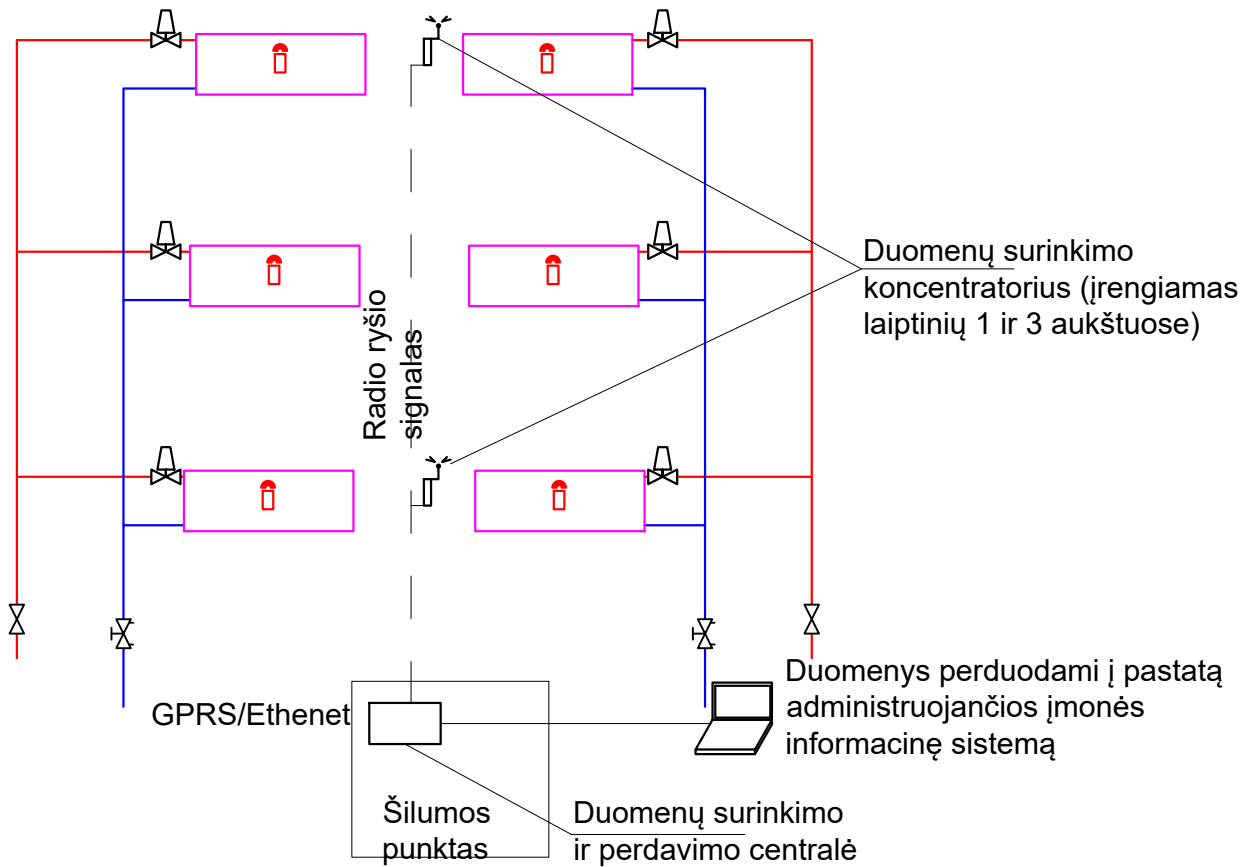 Duomenų surinkimo
koncentratorius (įrengiamas
laiptinių 1 ir 3 aukštuose)
Radio ryšio
signalas
GPRS/Ethenet
Duomenys perduodami į pastatą
administruojančios įmonės
informacinę sistemą
Šilumos
punktas
Duomenų surinkimo
ir perdavimo centralė